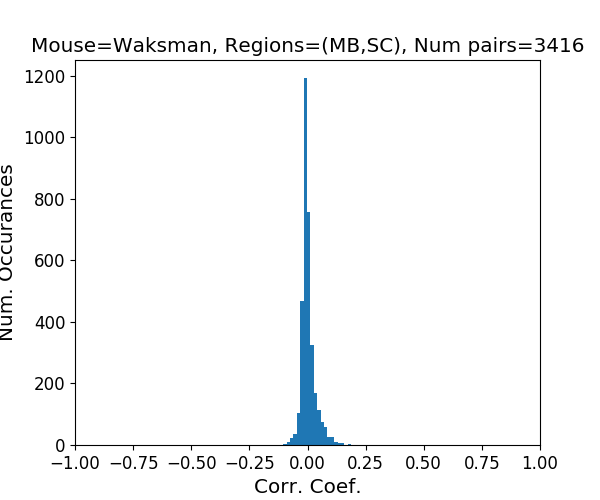 Mouse=Waksman, Regions=(MB,SC), Num pairs=3416
1200
1000
800
600
400
200
0
Num. Occurances
−1.00 −0.75 −0.50 −0.25 0.00 0.25 0.50 0.75 1.00
Corr. Coef.